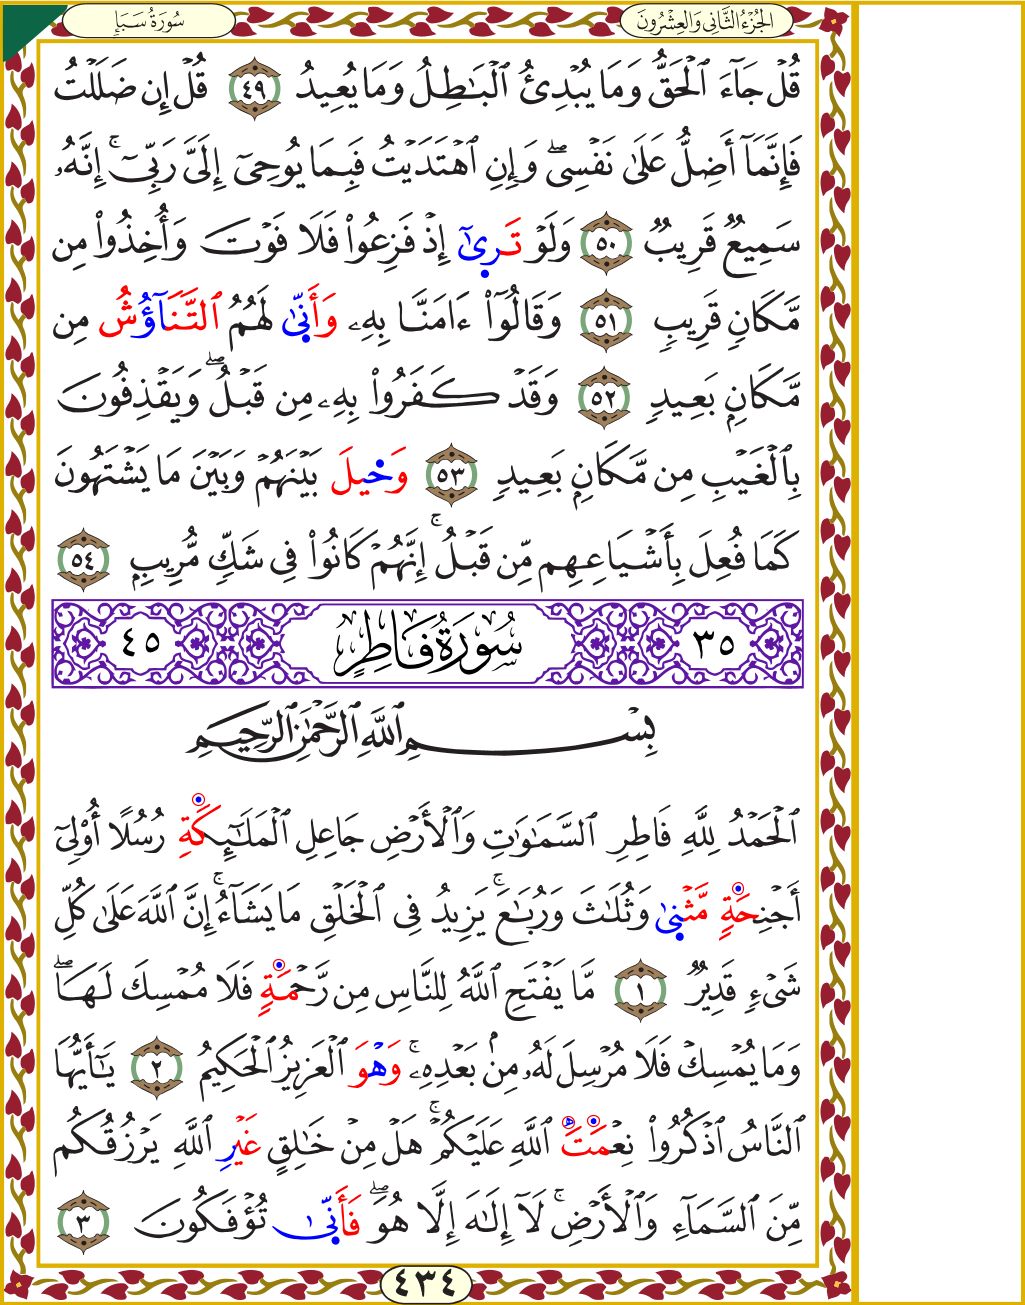 سُورَةُ سَبَإٍ
الجُزْءُ الثَّانِي وَالعِشْرُونَ
قُلۡ جَآءَ ٱلۡحَقُّ وَمَا يُبۡدِئُ ٱلۡبَٰطِلُ وَمَا يُعِيدُ ٤٩ قُلۡ إِن ضَلَلۡتُ
فَإِنَّمَآ أَضِلُّ عَلَىٰ نَفۡسِيۖ وَإِنِ ٱهۡتَدَيۡتُ فَبِمَا يُوحِيٓ إِلَيَّ رَبِّيٓۚ إِنَّهُۥ
سَمِيعٞ قَرِيبٞ ٥٠ وَلَوۡ تَرَىٰٓ إِذۡ فَزِعُواْ فَلَا فَوۡتَ وَأُخِذُواْ مِن
مَّكَانٖ قَرِيبٖ ٥١ وَقَالُوٓاْ ءَامَنَّا بِهِۦ وَأَنَّىٰ لَهُمُ ٱلتَّنَآؤُشُ مِن
مَّكَانِۭ بَعِيدٖ ٥٢ وَقَدۡ كَفَرُواْ بِهِۦ مِن قَبۡلُۖ وَيَقۡذِفُونَ
بِٱلۡغَيۡبِ مِن مَّكَانِۭ بَعِيدٖ ٥٣ وَحِيلَ بَيۡنَهُمۡ وَبَيۡنَ مَا يَشۡتَهُونَ
كَمَا فُعِلَ بِأَشۡيَاعِهِم مِّن قَبۡلُۚ إِنَّهُمۡ كَانُواْ فِي شَكّٖ مُّرِيبِۭ ٥٤
٣٥ سُورَةُ فَاطِرٍ ٤٥
بِسۡمِ ٱللَّهِ ٱلرَّحۡمَٰنِ ٱلرَّحِيمِ
ٱلۡحَمۡدُ لِلَّهِ فَاطِرِ ٱلسَّمَٰوَٰتِ وَٱلۡأَرۡضِ جَاعِلِ ٱلۡمَلَٰٓئِكَةِ رُسُلًا أُوْلِيٓ
أَجۡنِحَةٖ مَّثۡنَىٰ وَثُلَٰثَ وَرُبَٰعَۚ يَزِيدُ فِي ٱلۡخَلۡقِ مَا يَشَآءُۚ إِنَّ ٱللَّهَ عَلَىٰ كُلِّ
شَيۡءٖ قَدِيرٞ ١ مَّا يَفۡتَحِ ٱللَّهُ لِلنَّاسِ مِن رَّحۡمَةٖ فَلَا مُمۡسِكَ لَهَاۖ
وَمَا يُمۡسِكۡ فَلَا مُرۡسِلَ لَهُۥ مِنۢ بَعۡدِهِۦۚ وَهۡوَ ٱلۡعَزِيزُ ٱلۡحَكِيمُ ٢ يَٰٓأَيُّهَا
ٱلنَّاسُ ٱذۡكُرُواْ نِعۡمَتَ ٱللَّهِ عَلَيۡكُمۡۚ هَلۡ مِنۡ خَٰلِقٍ غَيۡرِ ٱللَّهِ يَرۡزُقُكُم
مِّنَ ٱلسَّمَآءِ وَٱلۡأَرۡضِۚ لَآ إِلَٰهَ إِلَّا هُوَۖ فَأَنَّىٰ تُؤۡفَكُونَ ٣
٤٣٤